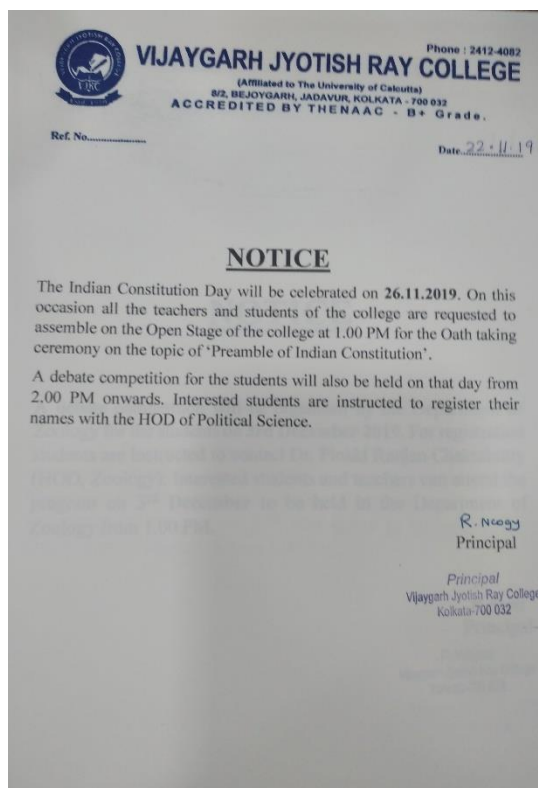 Phone : 2412-4082
VIJAYGARH JYOTISH RAY COLLEGE
(Affiliated to The University of Calcutta)
8/2, BEJOYGARH, JADAVUR, KOLKATA - 700 032
ACCREDITED BY THENAAC - B+ Grade.
Ref. No....................
Date 22.11.19
NOTICE
The Indian Constitution Day will be celebrated on 26.11.2019. On this
occasion all the teachers and students of the college are requested to
assemble on the Open Stage of the college at 1.00 PM for the Oath taking
ceremony on the topic of ‘Preamble of Indian Constitution’.
A debate competition for the students will also be held on that day from
2.00 PM onwards. Interested students are instructed to register their
names with the HOD of Political Science.
R. Neogy
Principal
Principal
Vijaygarh Jyotish Ray College
Kolkata-700 032